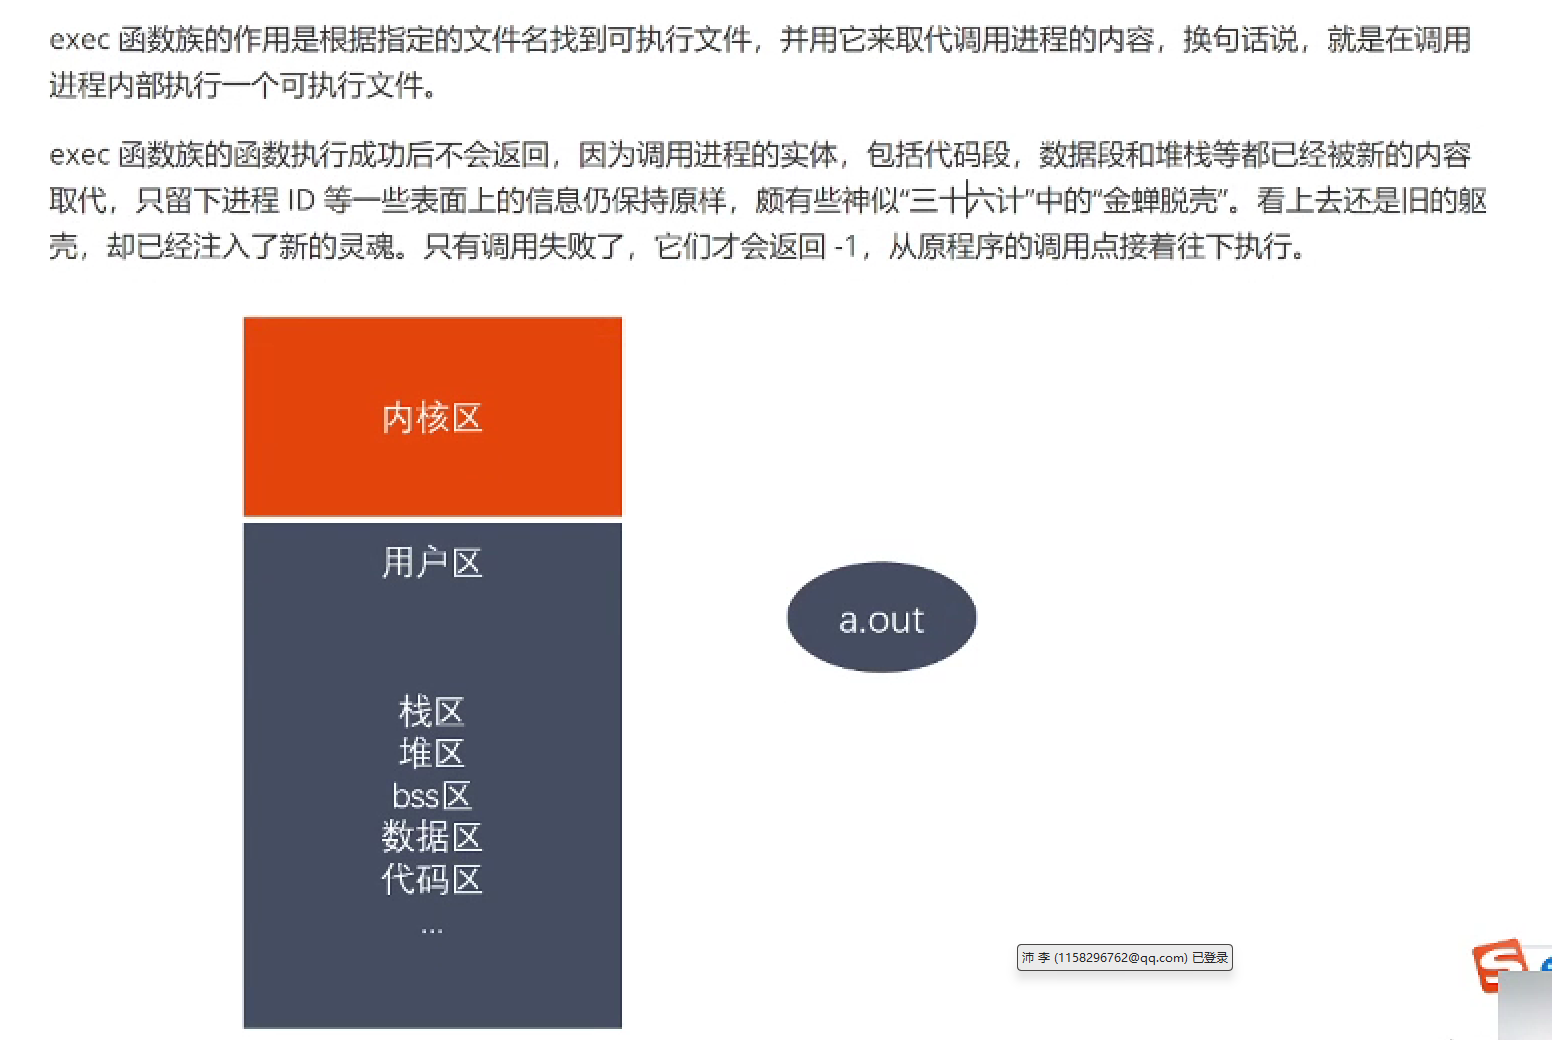 exec 函数族的作用是根据指定的文件名找到可执行文件，并用它来取代调用进程的内容，换句话说，就是在调用
进程内部执行一个可执行文件。
exec 函数族的函数执行成功后不会返回，因为调用进程的实体，包括代码段，数据段和堆栈等都已经被新的内容
取代，只留下进程 ID 等一些表面上的信息仍保持原样，颇有些神似“三十六计”中的“金蝉脱壳”。看上去还是旧的躯
壳，却已经注入了新的灵魂。只有调用失败了，它们才会返回 -1，从原程序的调用点接着往下执行。
内核区
用户区
a.out
栈区
堆区
bss区
数据区
代码区
...
沛 李 (1158296762@qq.com) 已登录